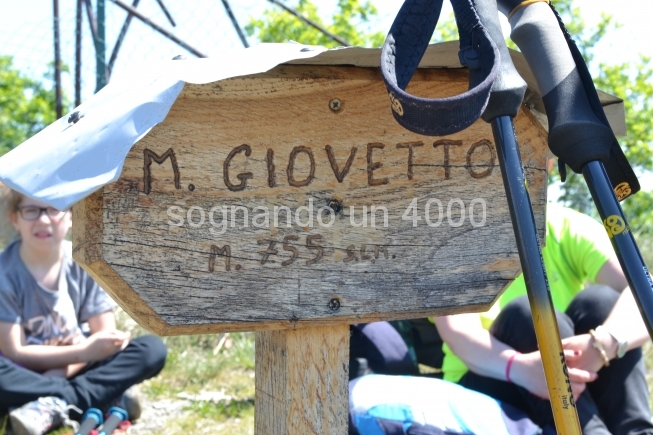 M. GIOVETTO
sognando un 4000
M. 755 s.l.m.